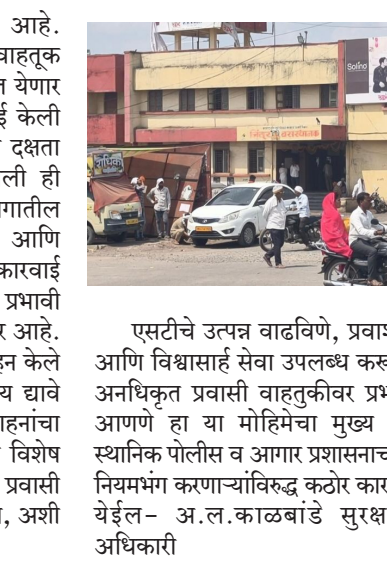 आहे.
वाहतूक
येणार
केली
दक्षता
ली ही
गातील
आणि
कारवाई
प्रभावी
आहे.
हन केले
य द्यावे
ाहनांचा
विशेष
प्रवासी
अशी
Solino
एसटीचे उत्पन्न वाढविणे, प्रवाश
आणि विश्वासार्ह सेवा उपलब्ध करू
अनधिकृत प्रवासी वाहतुकीवर प्रभ
आणणे हा या मोहिमेचा मुख्य
स्थानिक पोलीस व आगार प्रशासनाच
नियमभंग करणाऱ्यांविरुद्ध कठोर कार
येईल- अ.ल.काळबांडे सुरक्ष
अधिकारी